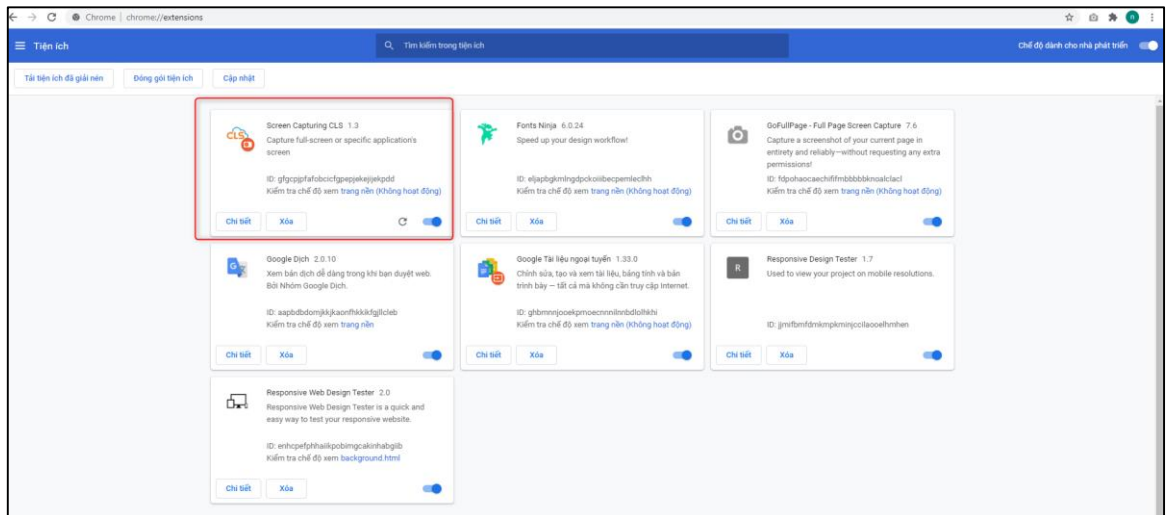 Chrome | chrome://extensions
n
Tiện ích
Tìm kiếm trong tiện ích
Chế độ dành cho nhà phát triển
Tải tiện ích đã giải nén
Đóng gói tiện ích
Cập nhật
CLS
Screen Capturing CLS 1.3
Capture full-screen or specific application's
screen
ID: gfgcpjpfafobcicfgpepjekejijekpdd
Kiểm tra chế độ xem trang nền (Không hoạt động)
Chi tiết
Xóa
Fonts Ninja 6.0.24
Speed up your design workflow!
ID: eljapbgkmlngdpckoiiibecpemleclhh
Kiểm tra chế độ xem trang nền (Không hoạt động)
Chi tiết
Xóa
GoFullPage - Full Page Screen Capture 7.6
Capture a screenshot of your current page in
entirety and reliably—without requesting any extra
permissions!
ID: fdpohaocaechififmbbbbbknoalclacl
Kiểm tra chế độ xem trang nền (Không hoạt động)
Chi tiết
Xóa
Google Dịch 2.0.10
Xem bản dịch dễ dàng trong khi bạn duyệt web.
Bởi Nhóm Google Dịch.
ID: aapbdbdomjkkjkaonfhkkikfgjllcleb
Kiểm tra chế độ xem trang nền
Chi tiết
Xóa
Google Tài liệu ngoại tuyến 1.33.0
Chỉnh sửa, tạo và xem tài liệu, bảng tính và bản
trình bày — tất cả mà không cần truy cập Internet.
ID: ghbmnnjooekpmoecnnnilnnbdlolhkhi
Kiểm tra chế độ xem trang nền (Không hoạt động)
Chi tiết
Xóa
R
Responsive Design Tester 1.7
Used to view your project on mobile resolutions.
ID: jjmifbmfdmkmpkminjccilaooelhmhen
Chi tiết
Xóa
Responsive Web Design Tester 2.0
Responsive Web Design Tester is a quick and
easy way to test your responsive website.
ID: enhcpefphhaiikpobimgcakinhabgiib
Kiểm tra chế độ xem background.html
Chi tiết
Xóa